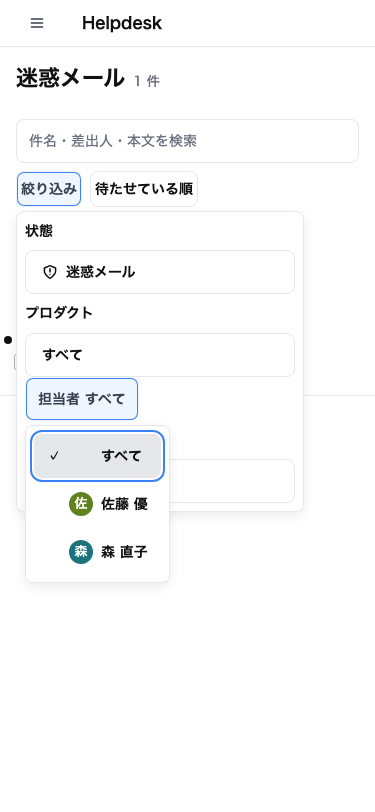 Helpdesk
迷惑メール 1 件
件名・差出人・本文を検索
絞り込み 待たせている順
状態
迷惑メール
プロダクト
すべて
担当者 すべて
✓ すべて
佐 佐藤 優
森 森 直子